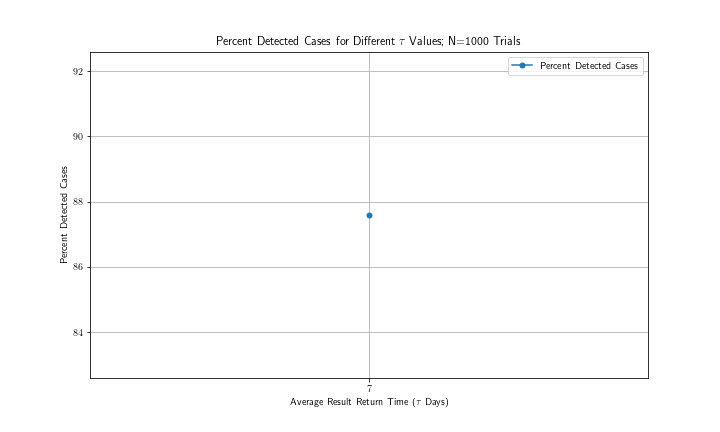 Percent Detected Cases for Different τ Values; N=1000 Trials
Percent Detected Cases
92
90
88
86
84
Percent Detected Cases
7
Average Result Return Time (τ Days)